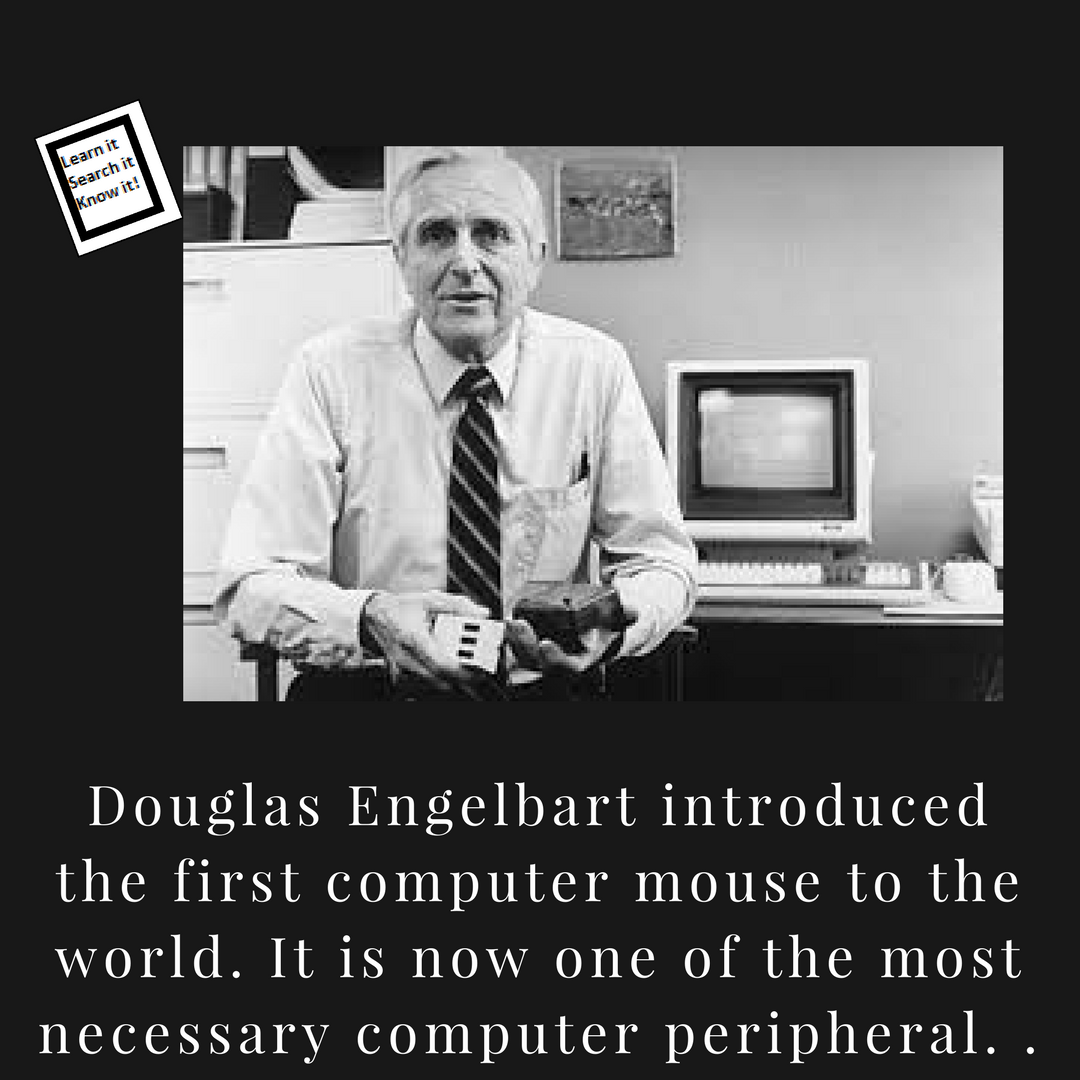 Learn it
Search it
Know it!
Douglas Engelbart introduced
the first computer mouse to the
world. It is now one of the most
necessary computer peripheral. .